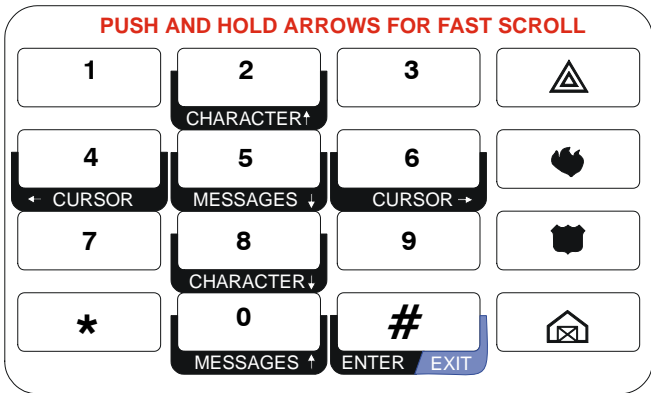 PUSH AND HOLD ARROWS FOR FAST SCROLL
1 2 3
CHARACTER↑
4 5 6
← CURSOR MESSAGES ↓ CURSOR →
7 8 9
CHARACTER↓
* 0 #
MESSAGES ↑ ENTER / EXIT